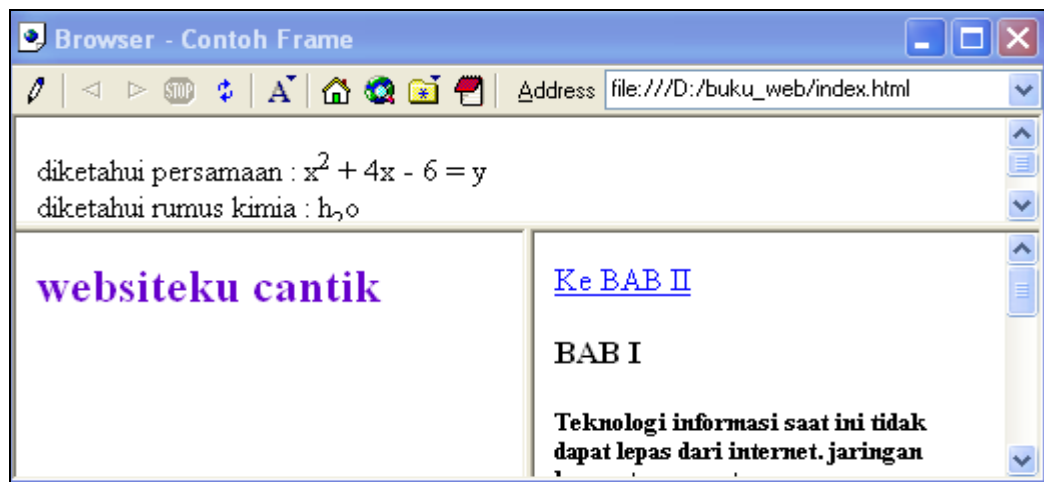 Browser - Contoh Frame
STOP A Address file:///D:/buku_web/index.html
diketahui persamaan : x² + 4x - 6 = y
diketahui rumus kimia : h₂o
websiteku cantik
Ke BAB II
BAB I
Teknologi informasi saat ini tidak
dapat lepas dari internet. jaringan